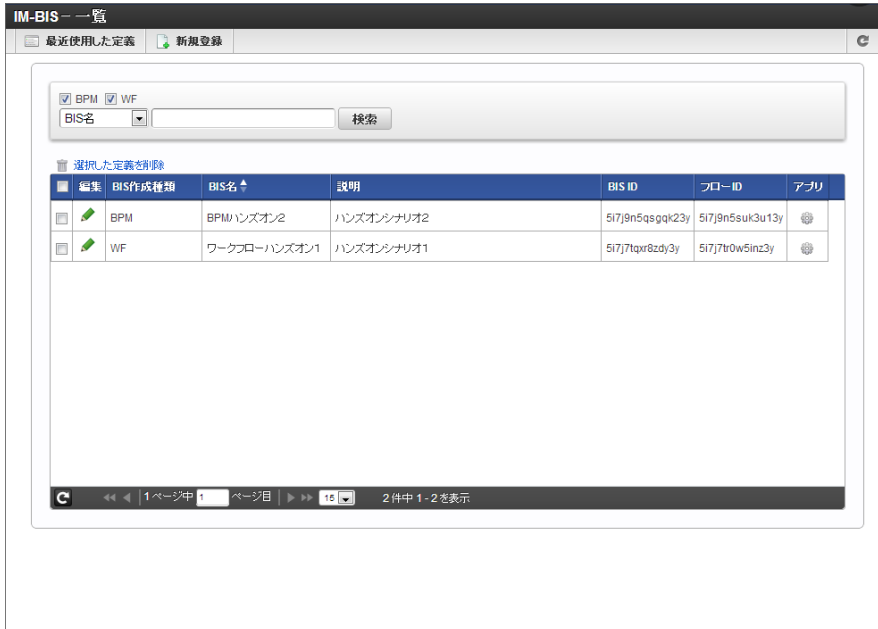 IM-BIS－一覧
最近使用した定義 新規登録
BPM WF
BIS名 検索
選択した定義を削除
編集 BIS作成種類 BIS名 説明 BIS ID フローID アプリ
BPM BPMハンズオン2 ハンズオンシナリオ2 5i7j9n5qsgqk23y 5i7j9n5suk3u13y
WF ワークフローハンズオン1 ハンズオンシナリオ1 5i7j7tqxr8zdy3y 5i7j7tr0w5inz3y
1ページ中 1 ページ目 15 2件中 1 - 2 を表示